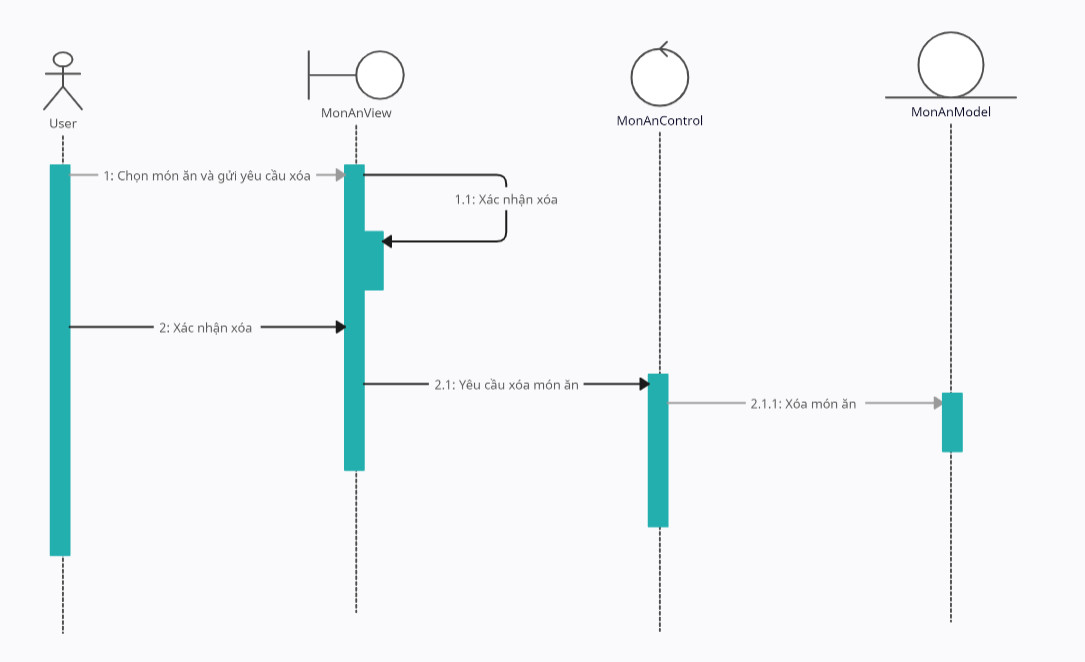 User
MonAnView
MonAnControl
MonAnModel
1: Chọn món ăn và gửi yêu cầu xóa
1.1: Xác nhận xóa
2: Xác nhận xóa
2.1: Yêu cầu xóa món ăn
2.1.1: Xóa món ăn